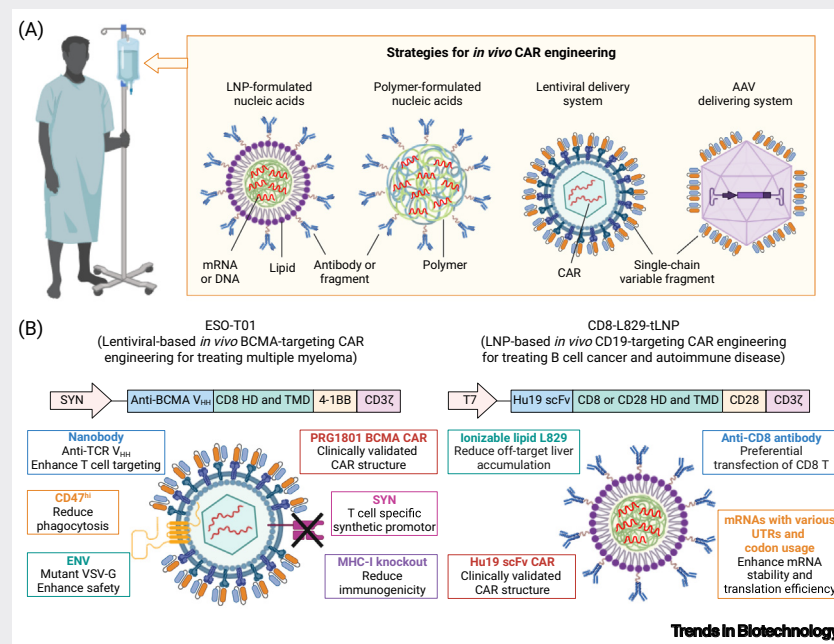 (A)
Strategies for in vivo CAR engineering
LNP-formulated
nucleic acids
Polymer-formulated
nucleic acids
Lentiviral delivery
system
AAV
delivering system
mRNA
or DNA
Lipid
Antibody or
fragment
Polymer
CAR
Single-chain
variable fragment
(B)
ESO-T01
(Lentiviral-based in vivo BCMA-targeting CAR
engineering for treating multiple myeloma)
SYN
Anti-BCMA VHH
CD8 HD and TMD
4-1BB
CD3ζ
Nanobody
Anti-TCR VHH
Enhance T cell targeting
PRG1801 BCMA CAR
Clinically validated
CAR structure
CD47hi
Reduce
phagocytosis
SYN
T cell specific
synthetic promotor
ENV
Mutant VSV-G
Enhance safety
MHC-I knockout
Reduce
immunogenicity
CD8-L829-tLNP
(LNP-based in vivo CD19-targeting CAR engineering
for treating B cell cancer and autoimmune disease)
T7
Hu19 scFv
CD8 or CD28 HD and TMD
CD28
CD3ζ
Ionizable lipid L829
Reduce off-target liver
accumulation
Anti-CD8 antibody
Preferential
transfection of CD8 T
mRNAs with various
UTRs and
codon usage
Enhance mRNA
stability and
translation efficiency
Hu19 scFv CAR
Clinically validated
CAR structure
Trends in Biotechnology